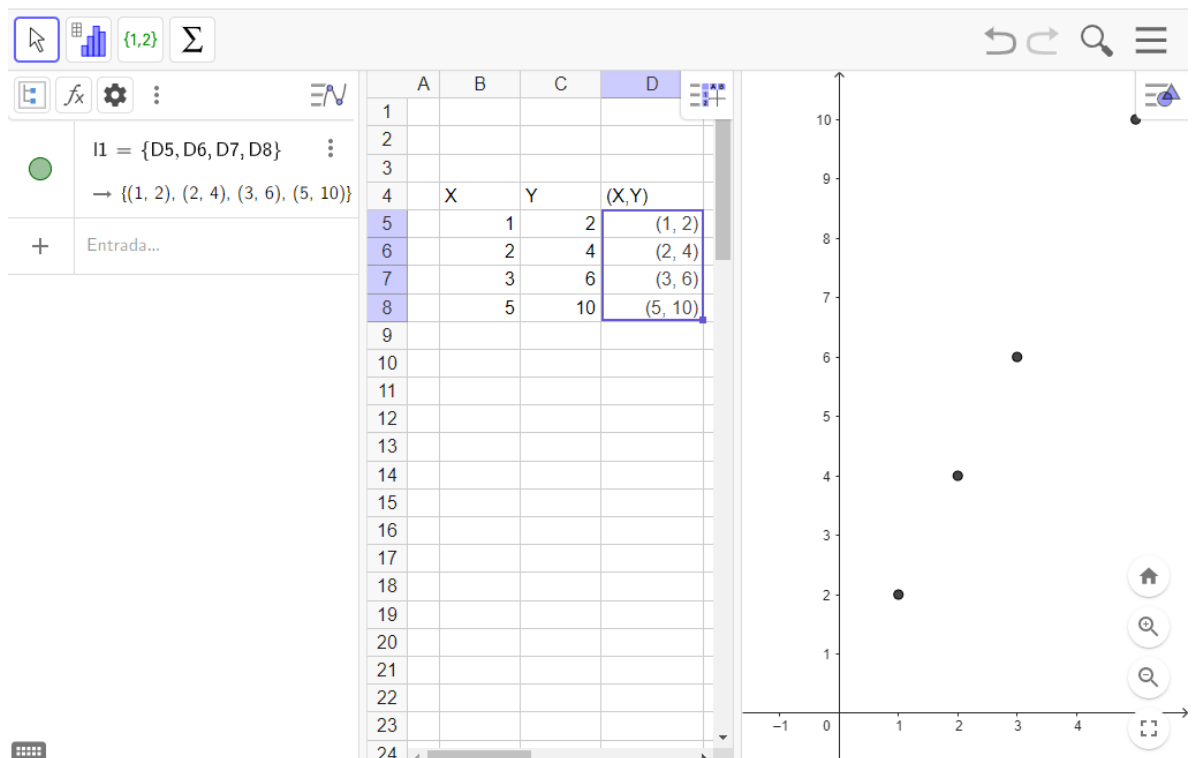 {1,2}
Σ
fx
l1 = {D5, D6, D7, D8}
→ {(1, 2), (2, 4), (3, 6), (5, 10)}
+ Entrada...
A B C D
1
2
3
4 X Y (X,Y)
5 1 2 (1, 2)
6 2 4 (2, 4)
7 3 6 (3, 6)
8 5 10 (5, 10)
9
10
11
12
13
14
15
16
17
18
19
20
21
22
23
24
10
9
8
7
6
5
4
3
2
1
–1 0 1 2 3 4